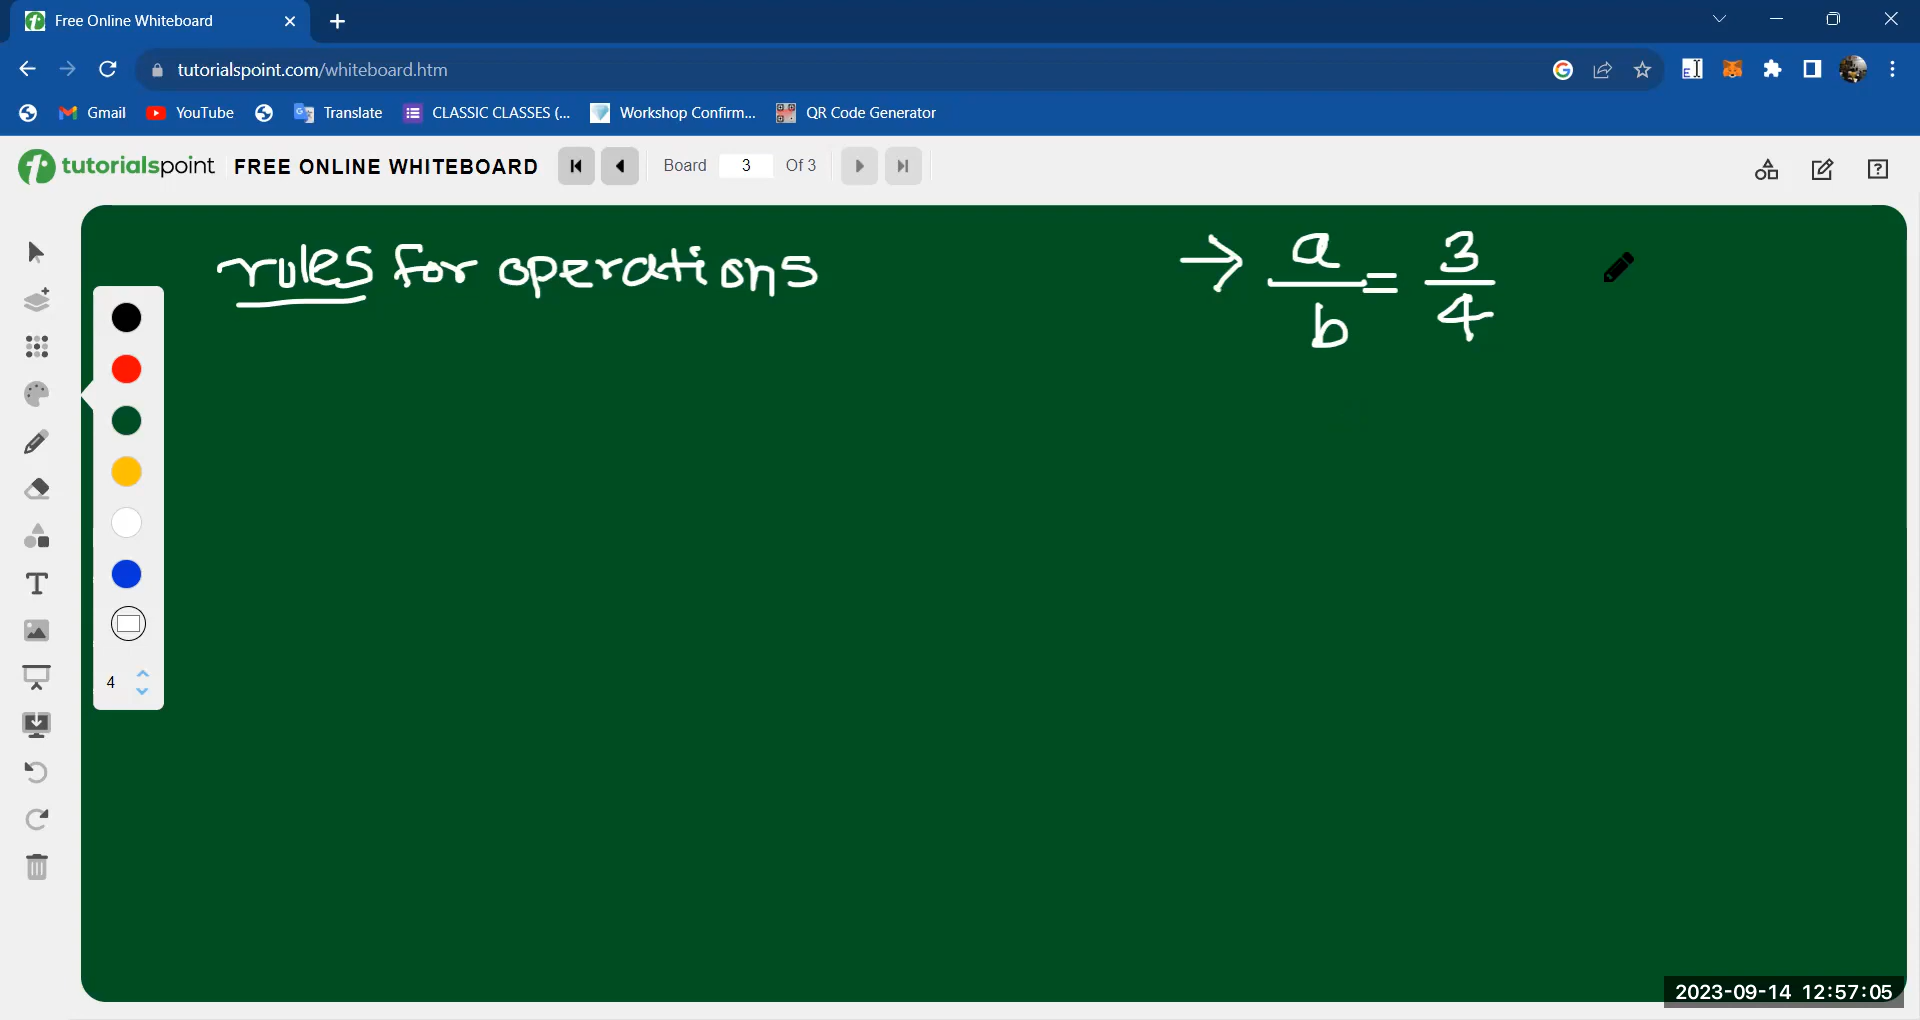 Free Online Whiteboard
tutorialspoint.com/whiteboard.htm
Gmail YouTube Translate CLASSIC CLASSES (... Workshop Confirm... QR Code Generator
tutorialspoint FREE ONLINE WHITEBOARD Board 3 Of 3
rules for operations → a/b = 3/4
4
2023-09-14 12:57:05